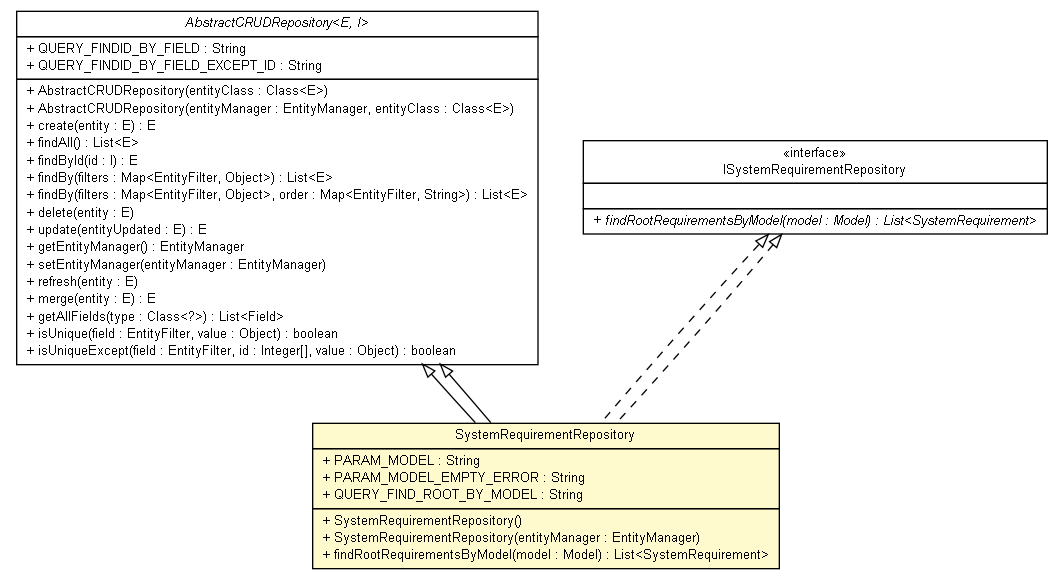 AbstractCRUDRepository<E, I>
+ QUERY_FINDID_BY_FIELD : String
+ QUERY_FINDID_BY_FIELD_EXCEPT_ID : String
+ AbstractCRUDRepository(entityClass : Class<E>)
+ AbstractCRUDRepository(entityManager : EntityManager, entityClass : Class<E>)
+ create(entity : E) : E
+ findAll() : List<E>
+ findById(id : I) : E
+ findBy(filters : Map<EntityFilter, Object>) : List<E>
+ findBy(filters : Map<EntityFilter, Object>, order : Map<EntityFilter, String>) : List<E>
+ delete(entity : E)
+ update(entityUpdated : E) : E
+ getEntityManager() : EntityManager
+ setEntityManager(entityManager : EntityManager)
+ refresh(entity : E)
+ merge(entity : E) : E
+ getAllFields(type : Class<?>) : List<Field>
+ isUnique(field : EntityFilter, value : Object) : boolean
+ isUniqueExcept(field : EntityFilter, id : Integer[], value : Object) : boolean
«interface»
ISystemRequirementRepository
+ findRootRequirementsByModel(model : Model) : List<SystemRequirement>
SystemRequirementRepository
+ PARAM_MODEL : String
+ PARAM_MODEL_EMPTY_ERROR : String
+ QUERY_FIND_ROOT_BY_MODEL : String
+ SystemRequirementRepository()
+ SystemRequirementRepository(entityManager : EntityManager)
+ findRootRequirementsByModel(model : Model) : List<SystemRequirement>